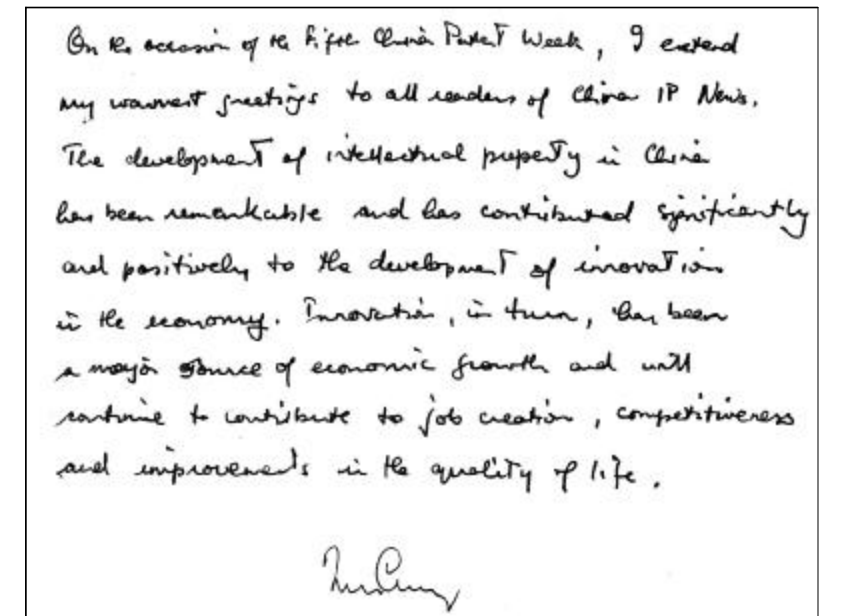 On the occasion of the Fifth China Patent Week, I extend
my warmest greetings to all readers of China IP News.
The development of intellectual property in China
has been remarkable and has contributed significantly
and positively to the development of innovation
in the economy. Innovation, in turn, has been
a major source of economic growth and will
continue to contribute to job creation, competitiveness
and improvements in the quality of life.